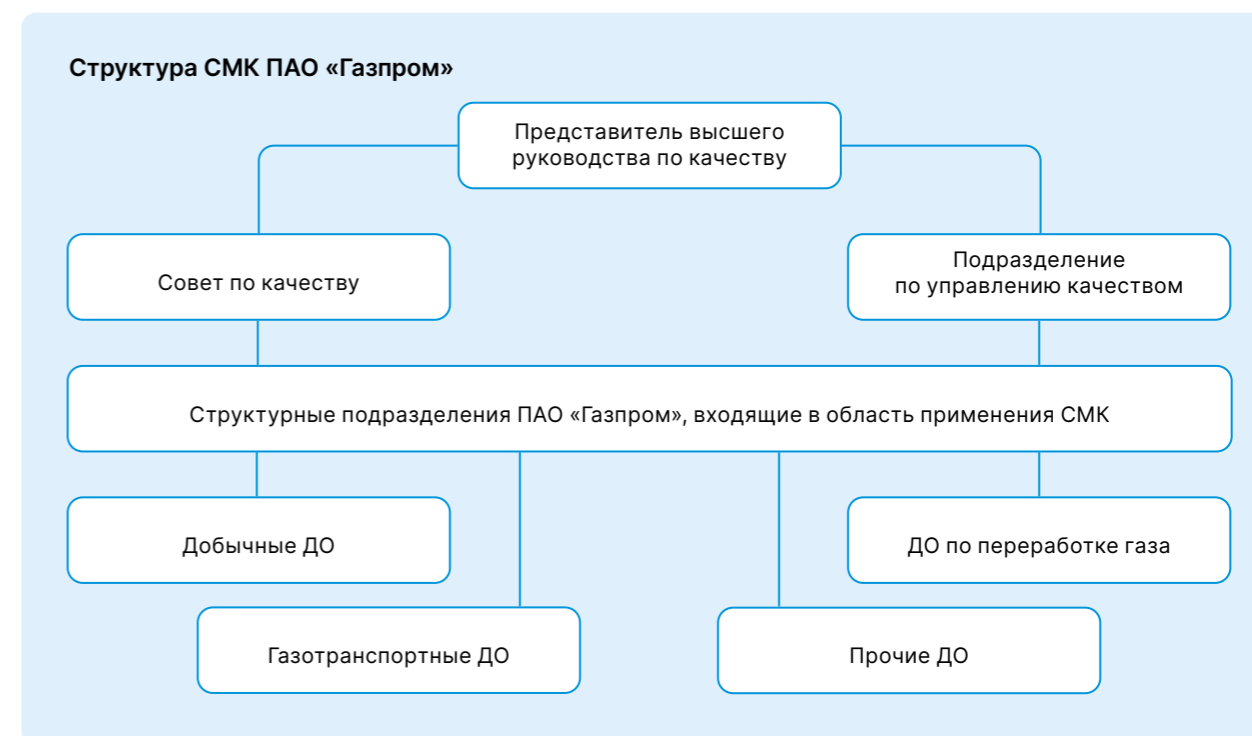 Структура СМК ПАО «Газпром»
Представитель высшего
руководства по качеству
Совет по качеству
Подразделение
по управлению качеством
Структурные подразделения ПАО «Газпром», входящие в область применения СМК
Добычные ДО
ДО по переработке газа
Газотранспортные ДО
Прочие ДО